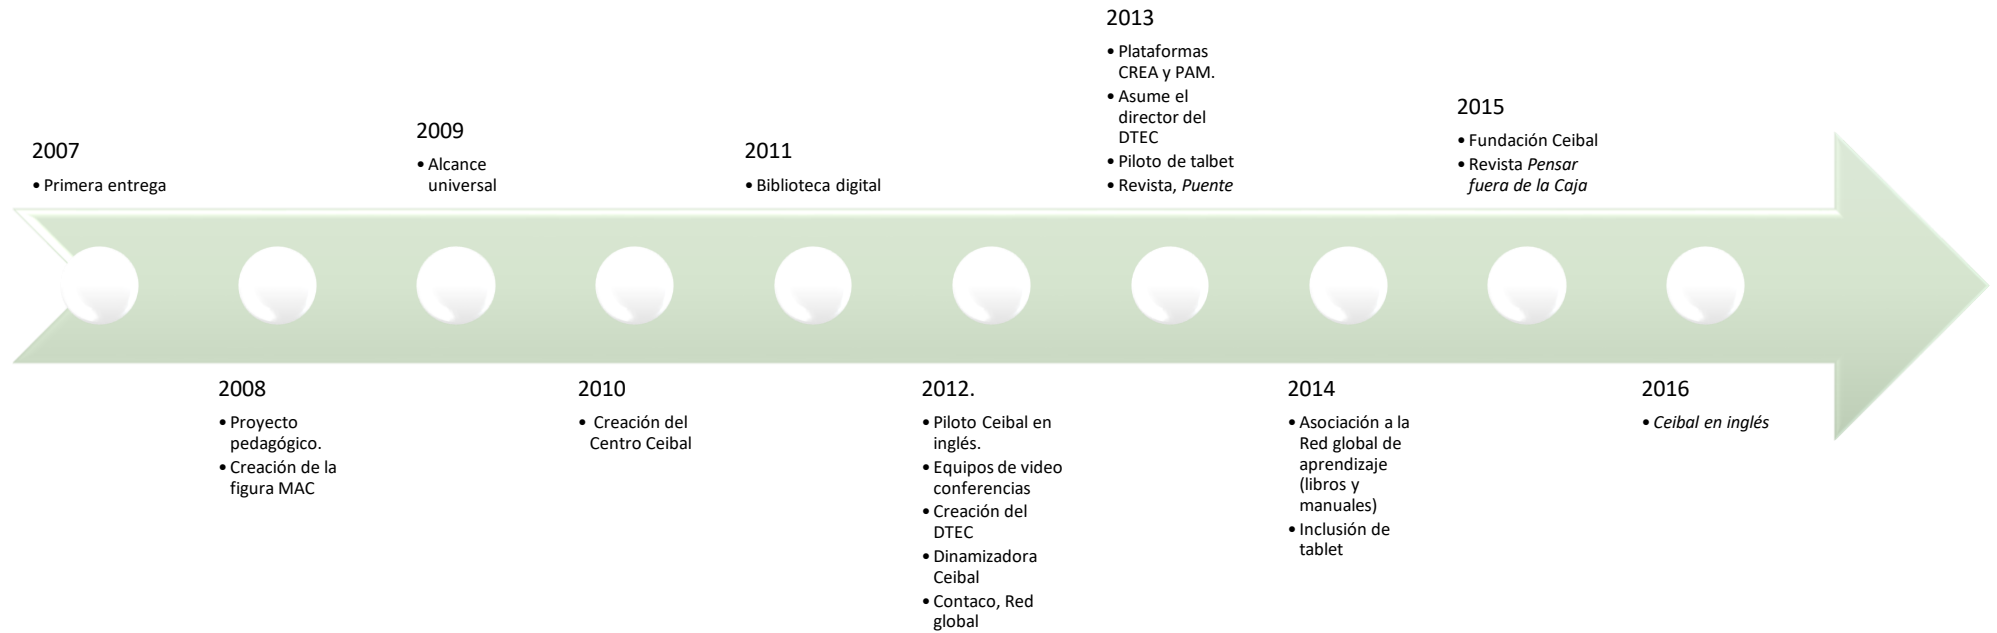 2007
• Primera entrega
2008
• Proyecto
pedagógico.
• Creación de la
figura MAC
2009
• Alcance
universal
2010
• Creación del
Centro Ceibal
2011
• Biblioteca digital
2012.
• Piloto Ceibal en
inglés.
• Equipos de video
conferencias
• Creación del
DTEC
• Dinamizadora
Ceibal
• Contaco, Red
global
2013
• Plataformas
CREA y PAM.
• Asume el
director del
DTEC
• Piloto de talbet
• Revista, Puente
2014
• Asociación a la
Red global de
aprendizaje
(libros y
manuales)
• Inclusión de
tablet
2015
• Fundación Ceibal
• Revista Pensar
fuera de la Caja
2016
• Ceibal en inglés